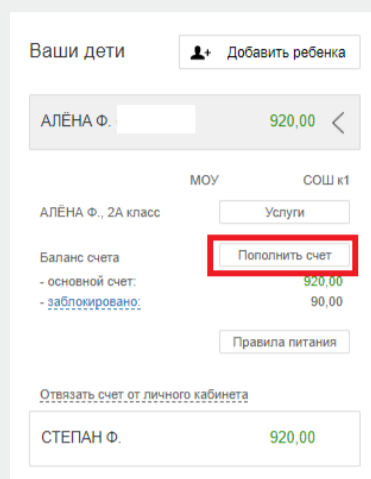 Ваши дети
Добавить ребенка
АЛЁНА Ф. 920,00
МОУ СОШ к1
АЛЁНА Ф., 2А класс Услуги
Баланс счета Пополнить счет
- основной счет: 920,00
- заблокировано: 90,00
Правила питания
Отвязать счет от личного кабинета
СТЕПАН Ф. 920,00